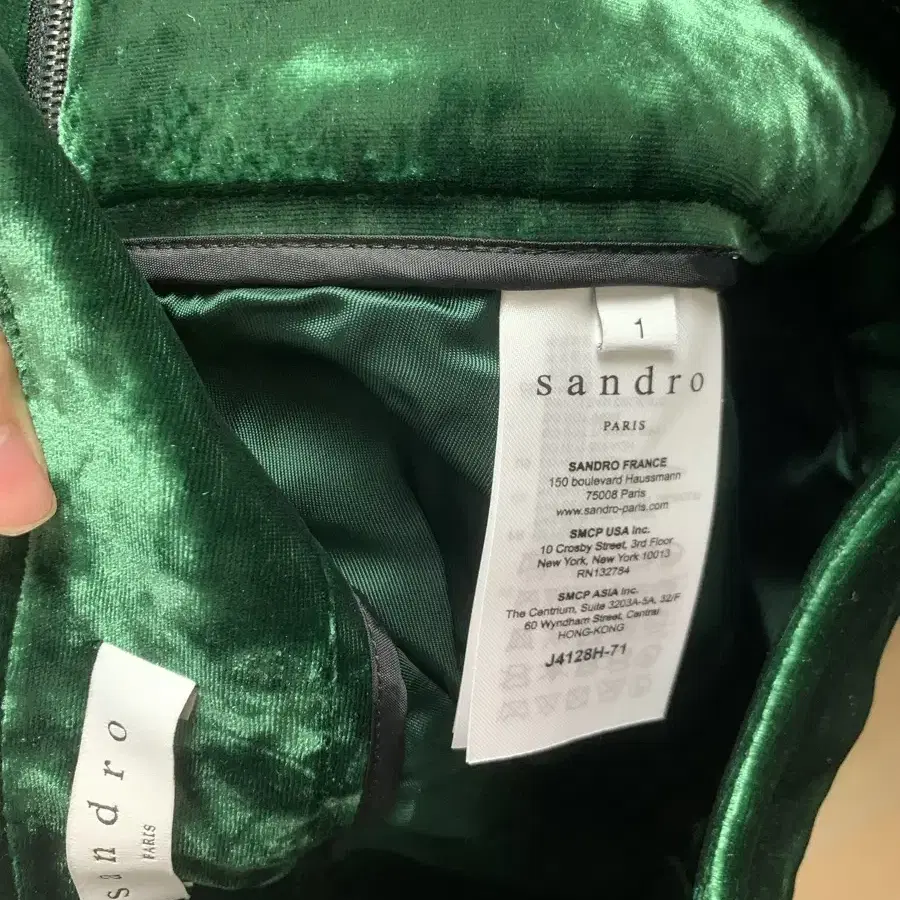 1
sandro
PARIS
SANDRO FRANCE
150 boulevard Haussmann
75008 Paris
www.sandro-paris.com
SMCP USA Inc.
10 Crosby Street, 3rd Floor
New York, New York 10013
RN132784
SMCP ASIA Inc.
The Centrium, Suite 3203A-5A, 32/F
60 Wyndham Street, Central
HONG-KONG
J4128H-71
sandro
PARIS